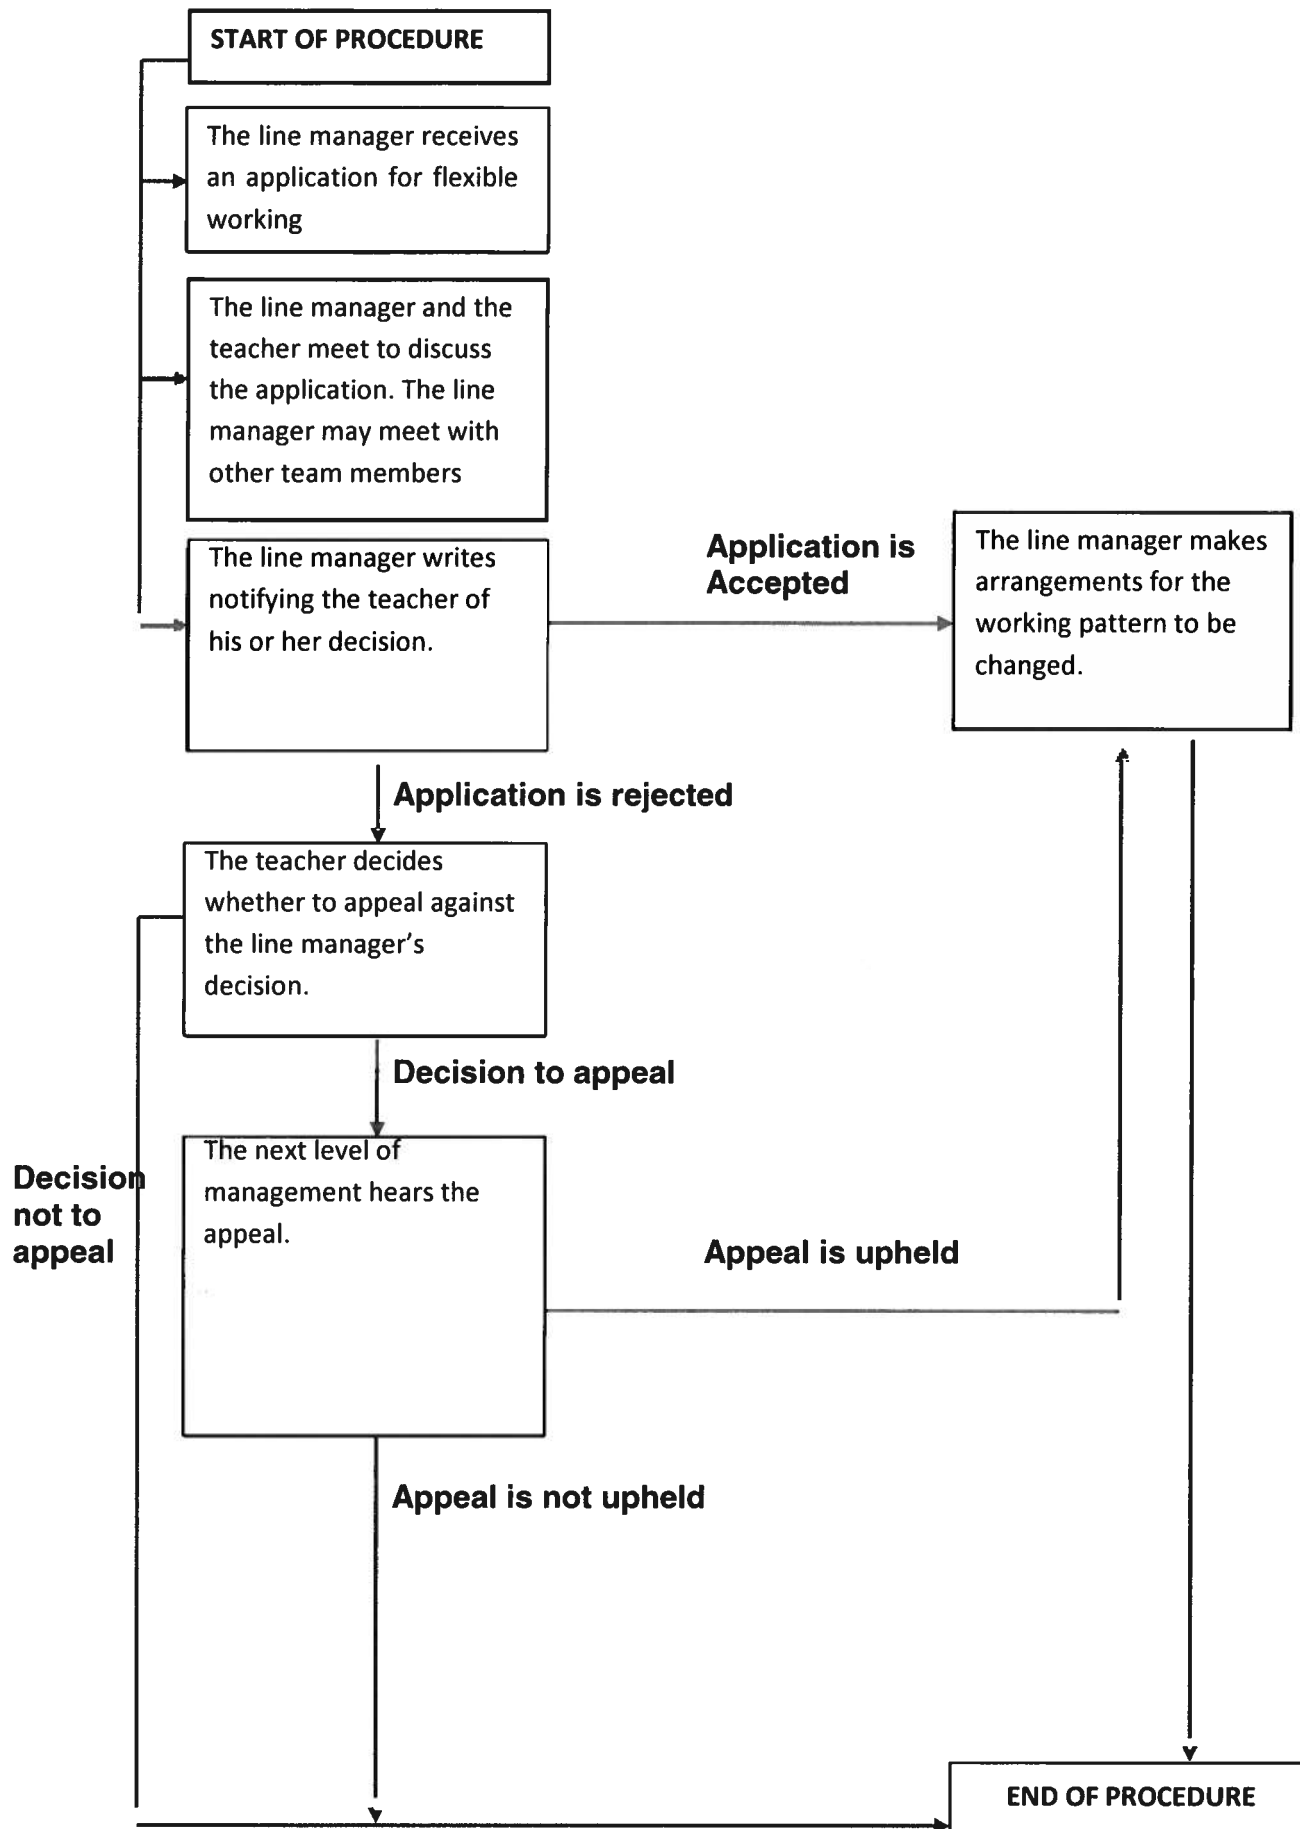 START OF PROCEDURE
The line manager receives
an application for flexible
working
The line manager and the
teacher meet to discuss
the application. The line
manager may meet with
other team members
The line manager writes
notifying the teacher of
his or her decision.
Application is
Accepted
The line manager makes
arrangements for the
working pattern to be
changed.
Application is rejected
The teacher decides
whether to appeal against
the line manager's
decision.
Decision to appeal
The next level of
management hears the
appeal.
Decision
not to
appeal
Appeal is upheld
Appeal is not upheld
END OF PROCEDURE